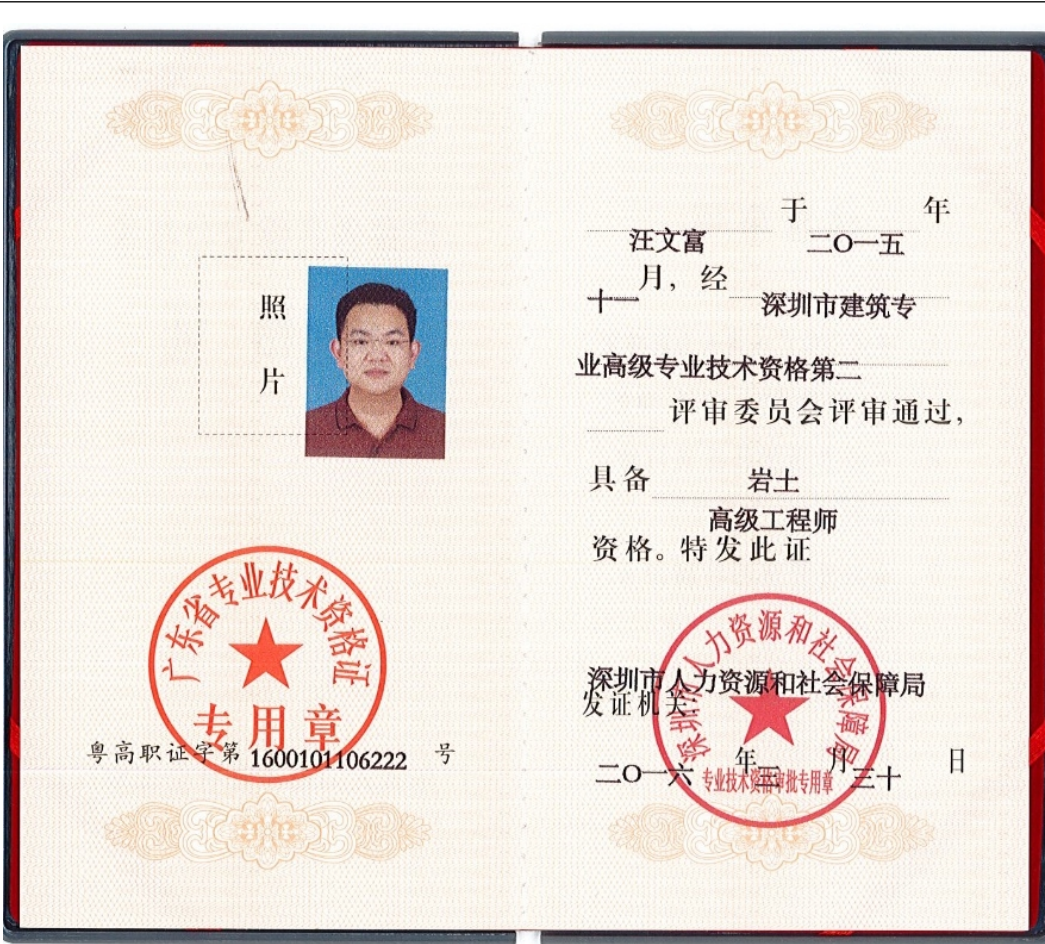 照
片
广东省专业技术资格证
专用章
粤高职证字第 1600101106222 号
于 年
汪文富 二〇一五
十一 月，经 深圳市建筑专
业高级专业技术资格第二
评审委员会评审通过，
具备 岩土
高级工程师
资格。特发此证
深圳市人力资源和社会保障局
深圳市人力资源和社会保障局
发证机关：
二〇一六 年 三 月 三十 日
专业技术资格审批专用章